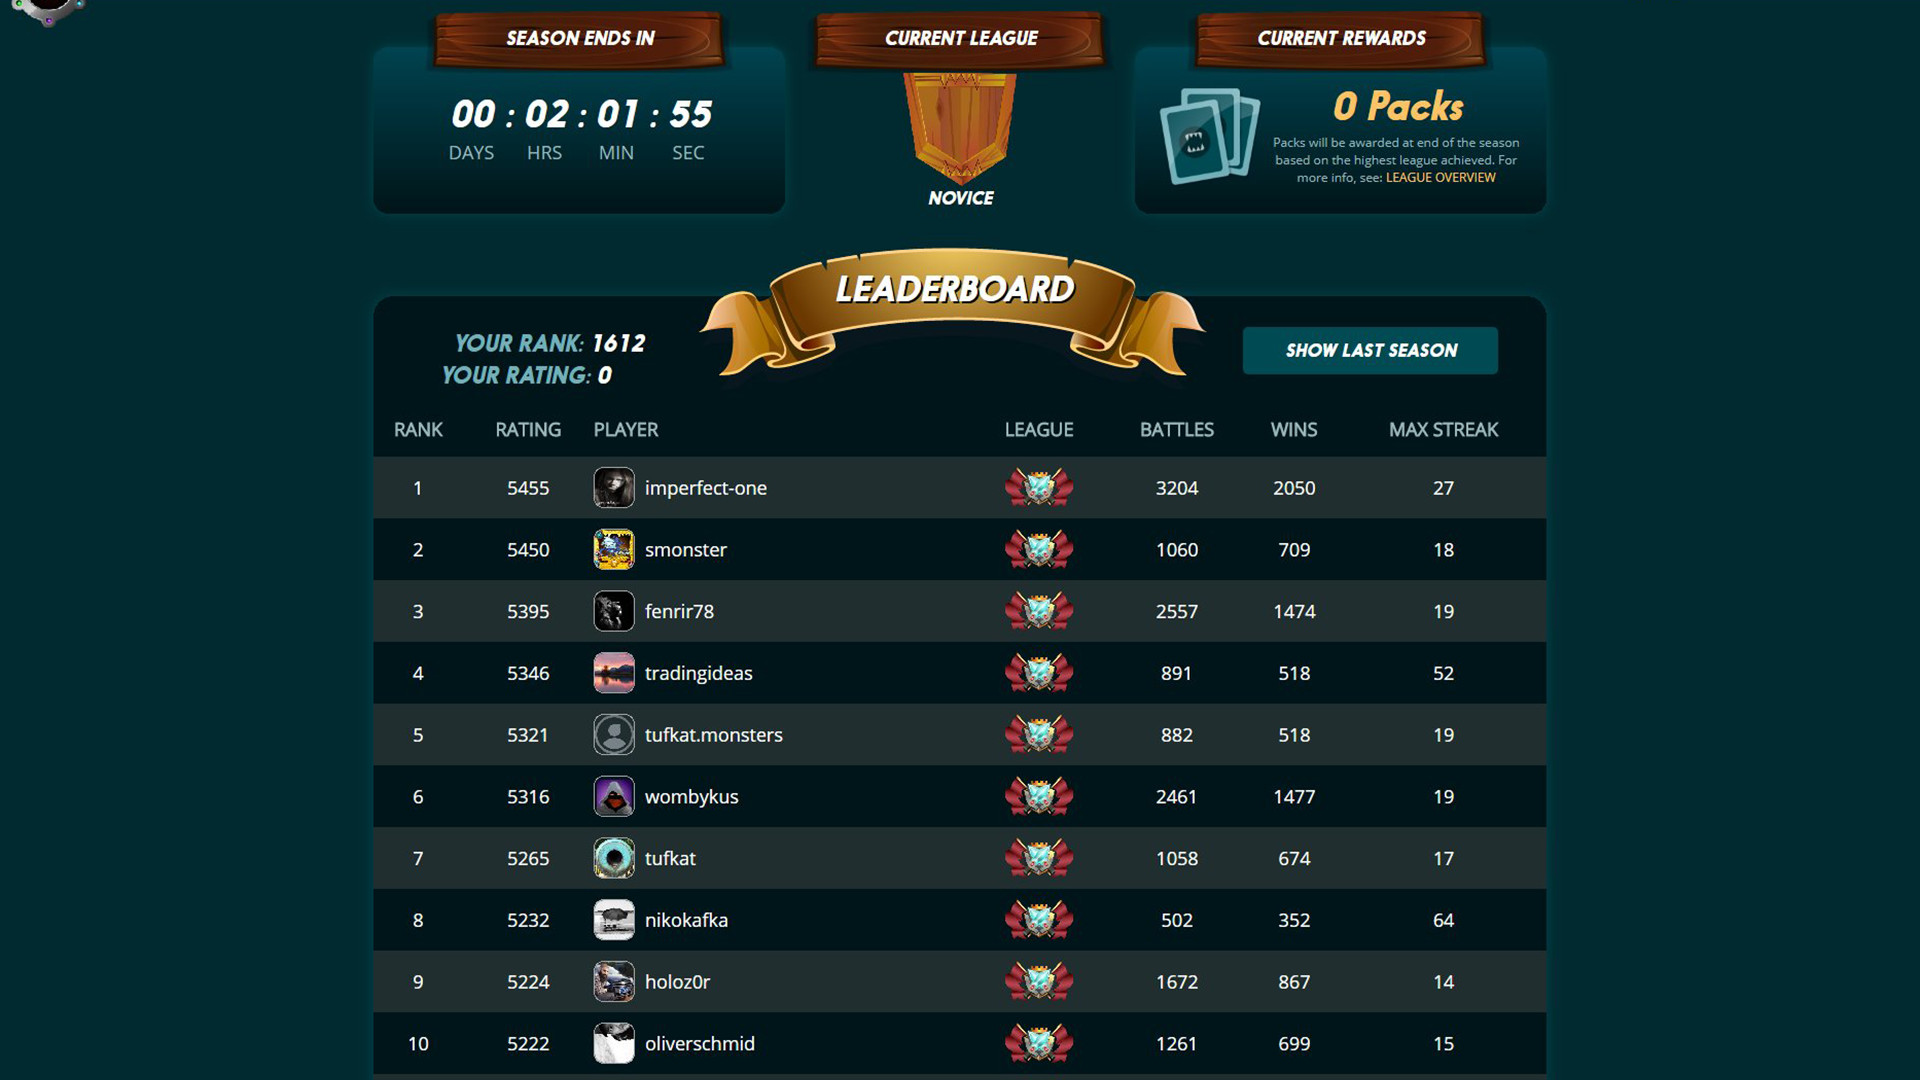 SEASON ENDS IN
00 : 02 : 01 : 55
DAYS HRS MIN SEC
CURRENT LEAGUE
NOVICE
CURRENT REWARDS
0 Packs
Packs will be awarded at end of the season
based on the highest league achieved. For
more info, see: LEAGUE OVERVIEW
LEADERBOARD
YOUR RANK: 1612
YOUR RATING: 0
SHOW LAST SEASON
RANK RATING PLAYER LEAGUE BATTLES WINS MAX STREAK
1 5455 imperfect-one 3204 2050 27
2 5450 smonster 1060 709 18
3 5395 fenrir78 2557 1474 19
4 5346 tradingideas 891 518 52
5 5321 tufkat.monsters 882 518 19
6 5316 wombykus 2461 1477 19
7 5265 tufkat 1058 674 17
8 5232 nikokafka 502 352 64
9 5224 holoz0r 1672 867 14
10 5222 oliverschmid 1261 699 15